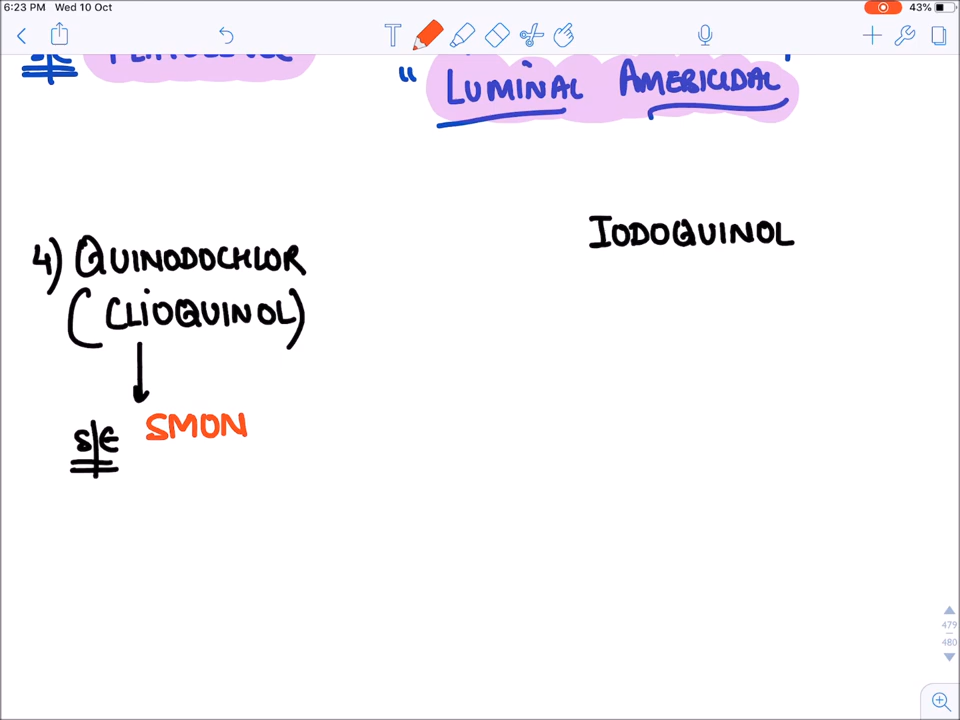 6:23 PM Wed 10 Oct
43%
T
"
LUMINAL AMEBICIDAL
IODOQUINOL
4) QUINODOCHLOR
(CLIOQUINOL)
S/E SMON
479
480